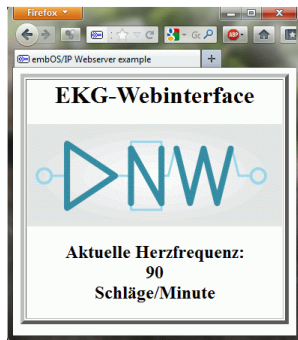 Firefox
embOS/IP Webserver example
EKG-Webinterface
DNW
Aktuelle Herzfrequenz:
90
Schläge/Minute